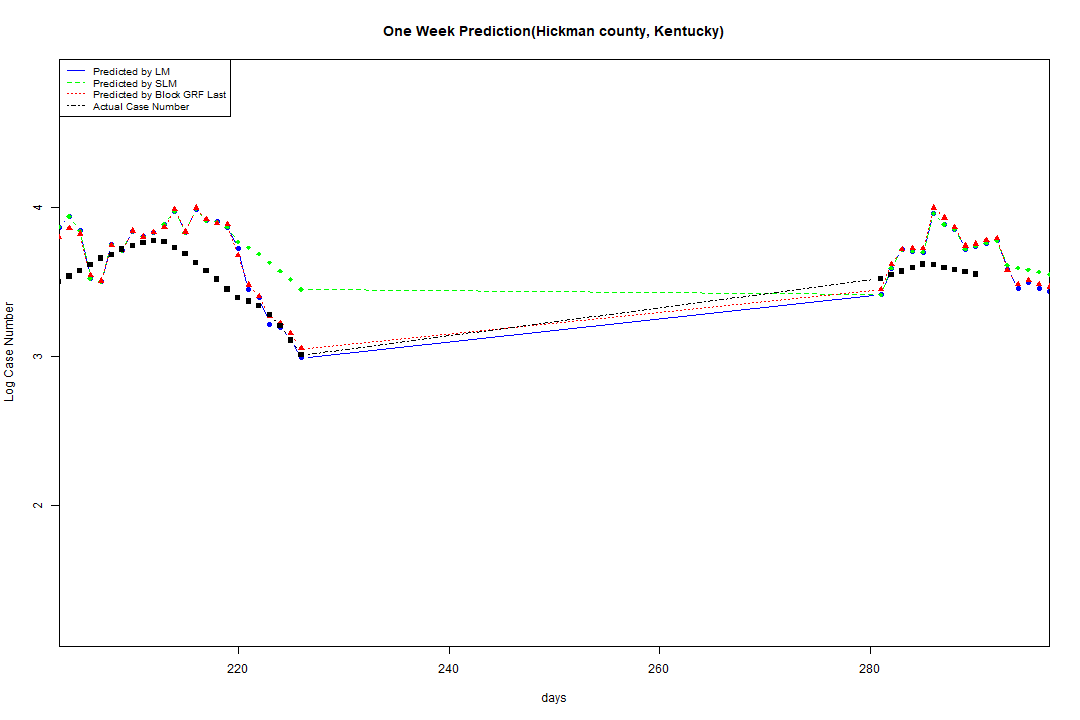 One Week Prediction(Hickman county, Kentucky)
Predicted by LM
Predicted by SLM
Predicted by Block GRF Last
Actual Case Number
4
3
2
Log Case Number
220 240 260 280
days